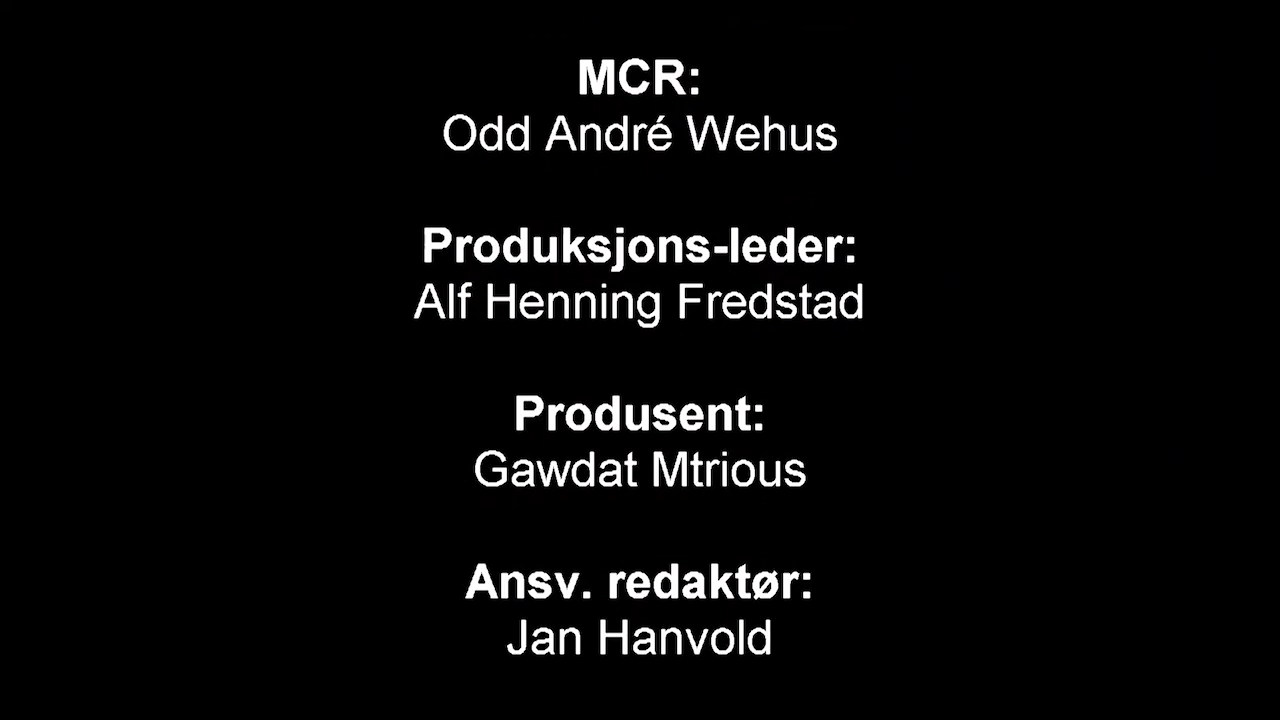 MCR:
Odd André Wehus
Produksjons-leder:
Alf Henning Fredstad
Produsent:
Gawdat Mtrious
Ansv. redaktør:
Jan Hanvold